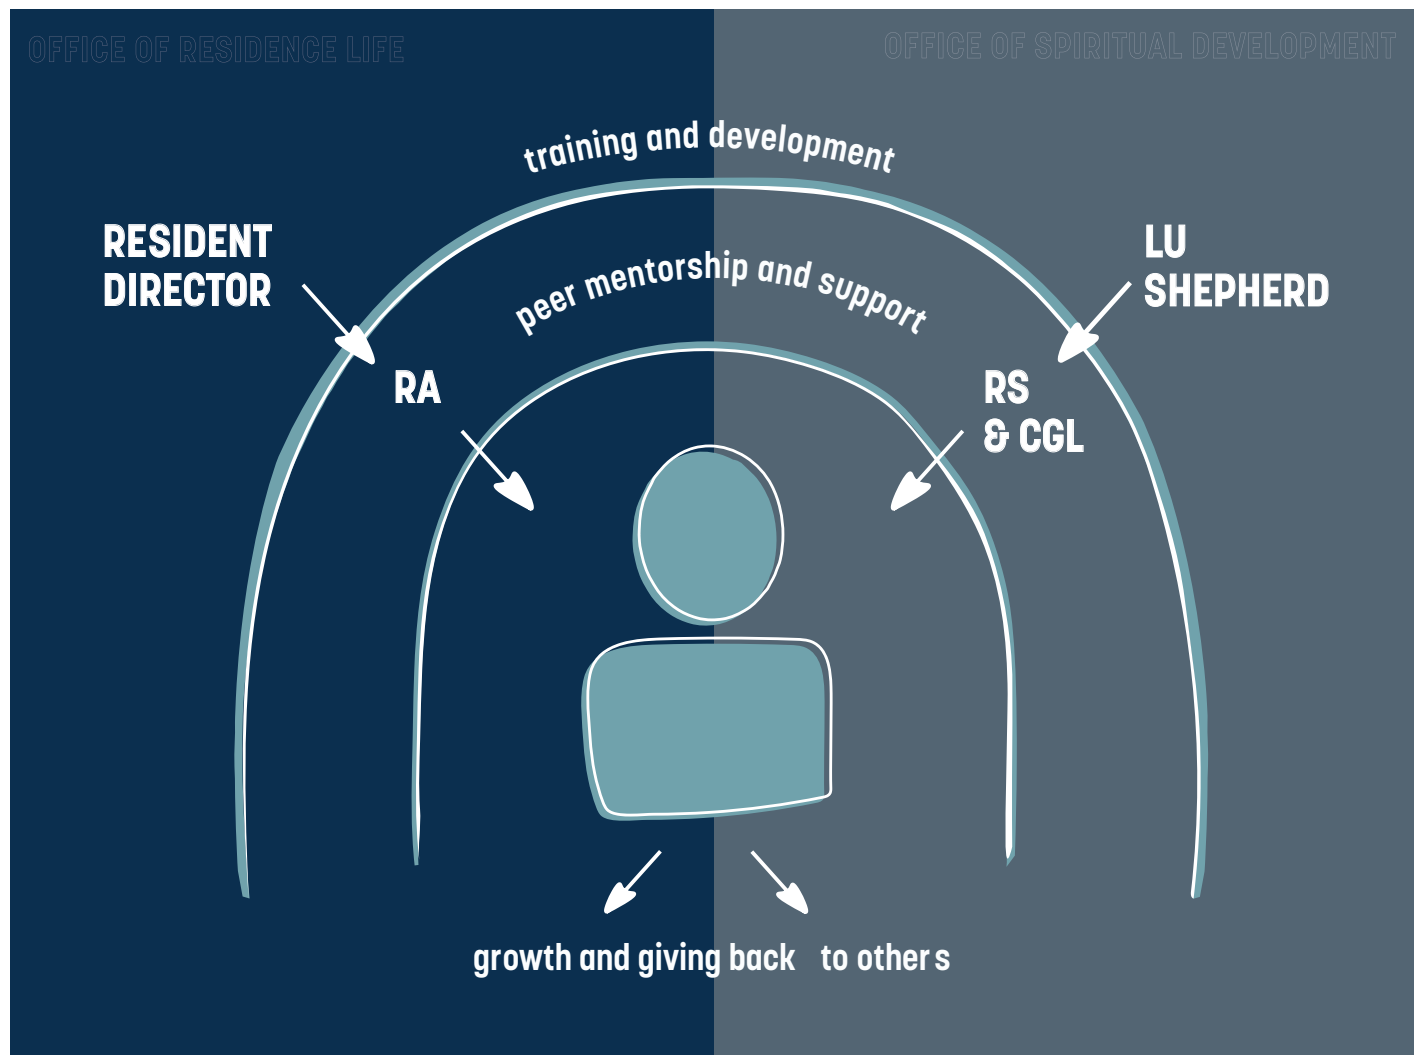 OFFICE OF RESIDENCE LIFE
OFFICE OF SPIRITUAL DEVELOPMENT
training and development
RESIDENT
DIRECTOR
LU
SHEPHERD
peer mentorship and support
RA
RS
& CGL
growth and giving back to others